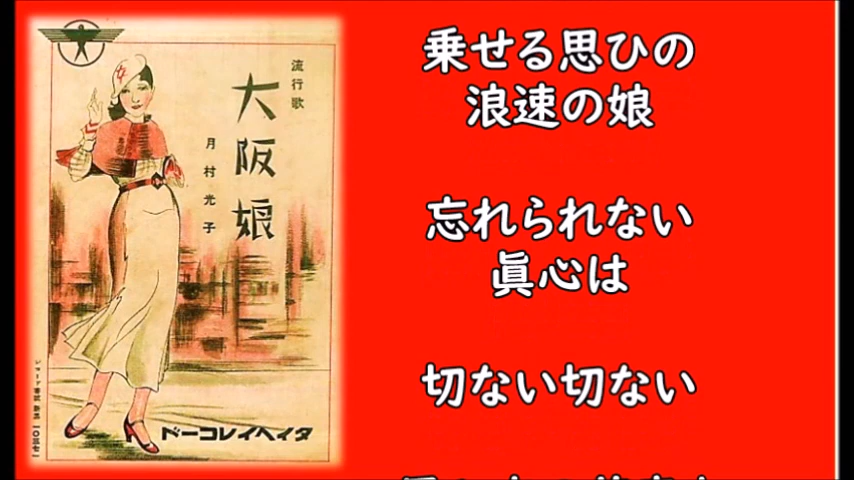 流行歌
大阪娘
月村光子
タイヘイレコード
乗せる思ひの
浪速の娘
忘れられない
眞心は
切ない切ない